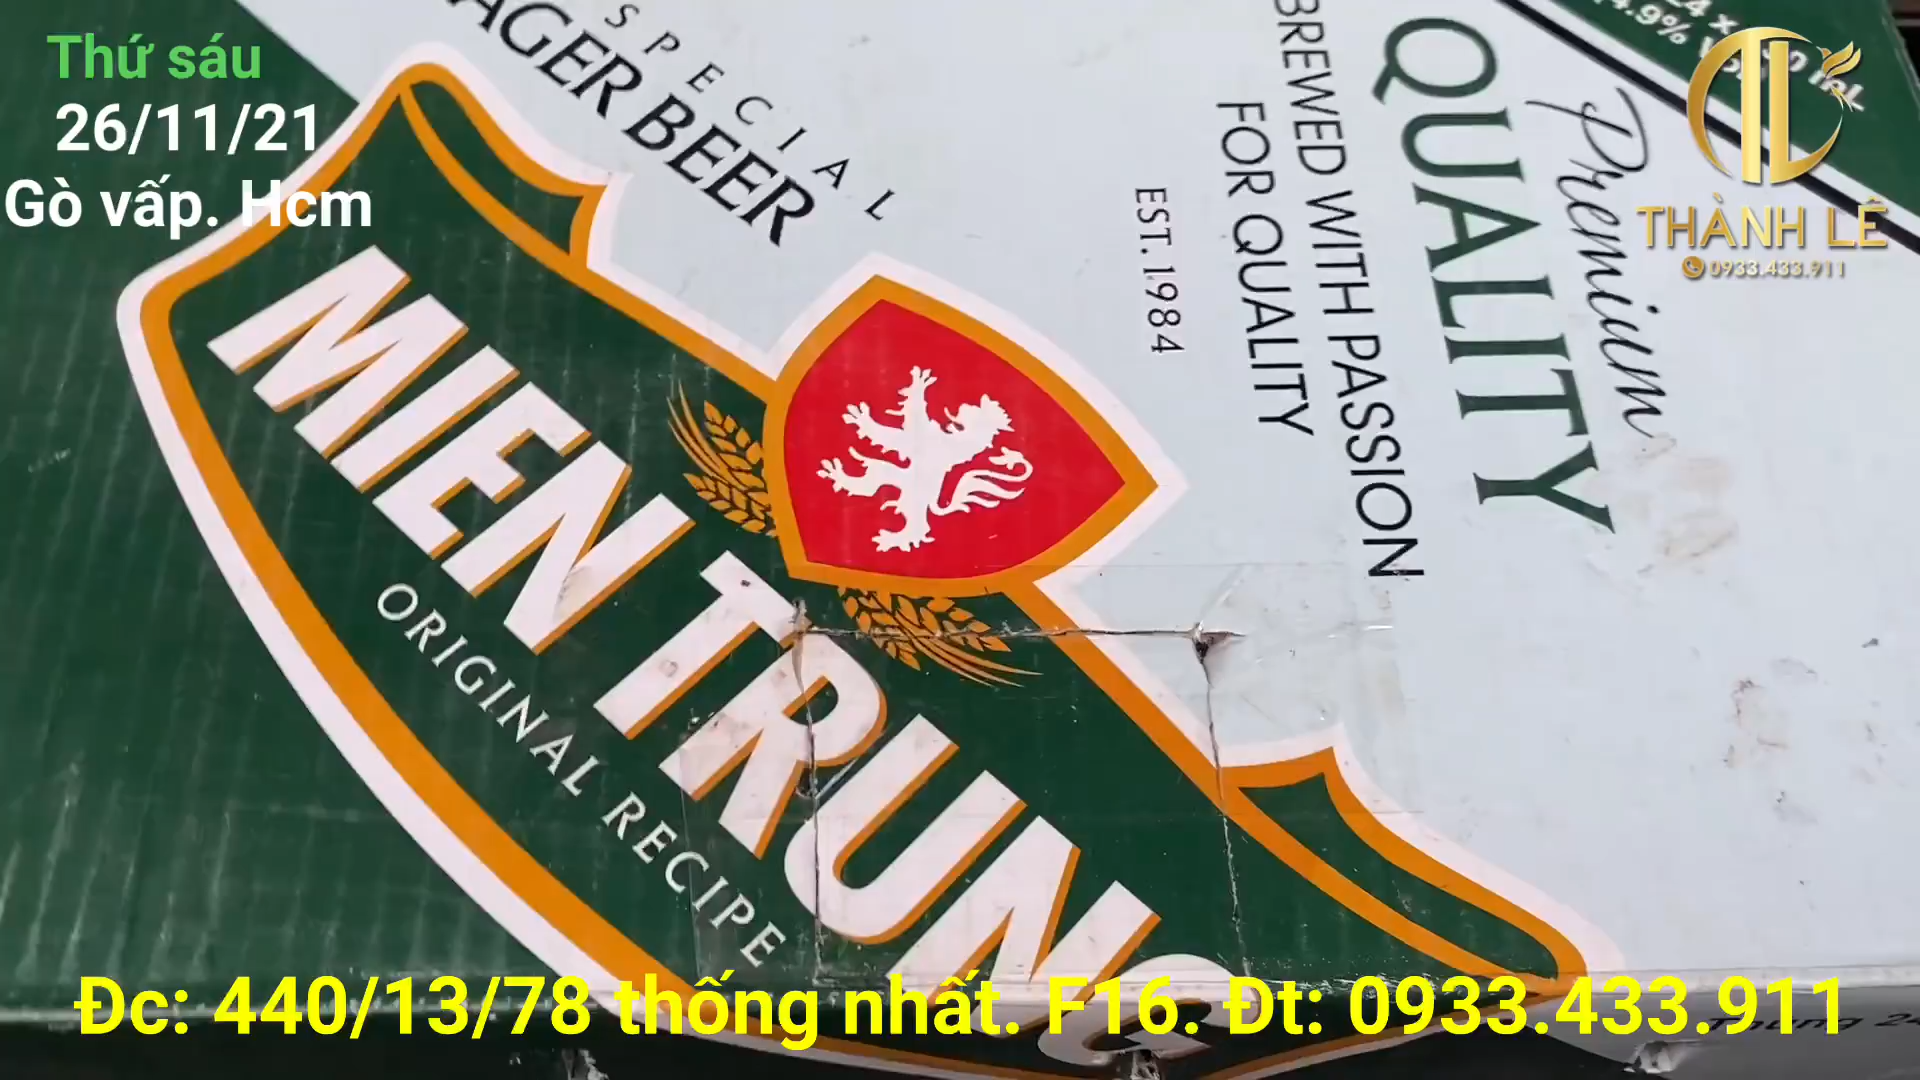 Thứ sáu
26/11/21
Gò vấp. Hcm
THÀNH LÊ
0933.433.911
SPECIAL
AGER BEER
EST. 1984
BREWED WITH PASSION
FOR QUALITY
Premium
QUALITY
MIEN TRUNG
ORIGINAL RECIPE
Đc: 440/13/78 thống nhất. F16. Đt: 0933.433.911